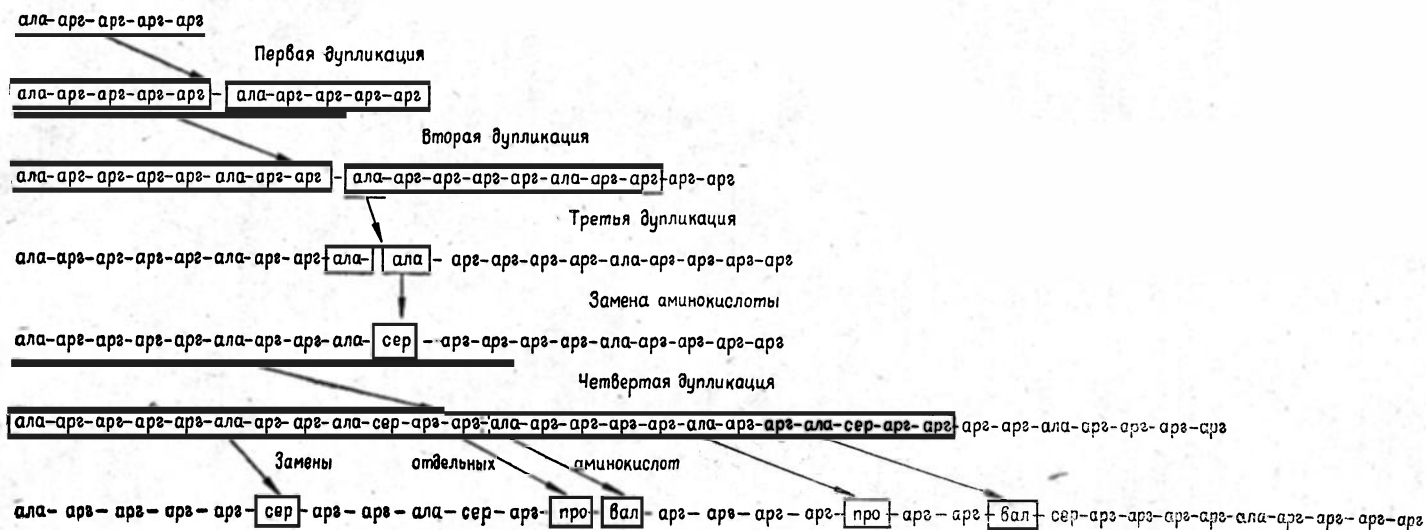 ала-арг-арг-арг-арг
Первая дупликация
ала-арг-арг-арг-арг - ала-арг-арг-арг-арг
Вторая дупликация
ала-арг-арг-арг-арг-ала-арг-арг - ала-арг-арг-арг-арг-ала-арг-арг-арг-арг
Третья дупликация
ала-арг-арг-арг-арг-ала-арг-арг-ала- ала - арг-арг-арг-арг-ала-арг-арг-арг-арг
Замена аминокислоты
ала-арг-арг-арг-арг-ала-арг-арг-ала- сер - арг-арг-арг-арг-ала-арг-арг-арг-арг
Четвертая дупликация
ала-арг-арг-арг-арг-ала-арг-арг-ала-сер-арг-арг-ала-арг-арг-арг-арг-ала-арг-арг-ала-сер-арг-арг-арг-арг-ала-арг-арг-арг-арг
Замены отдельных аминокислот
ала- арг- арг- арг- арг- сер -арг- арг- ала-сер- арг- про- вал - арг- арг- арг- арг- про - арг- арг- вал - сер-арг-арг-арг-арг-ала-арг-арг-арг-арг